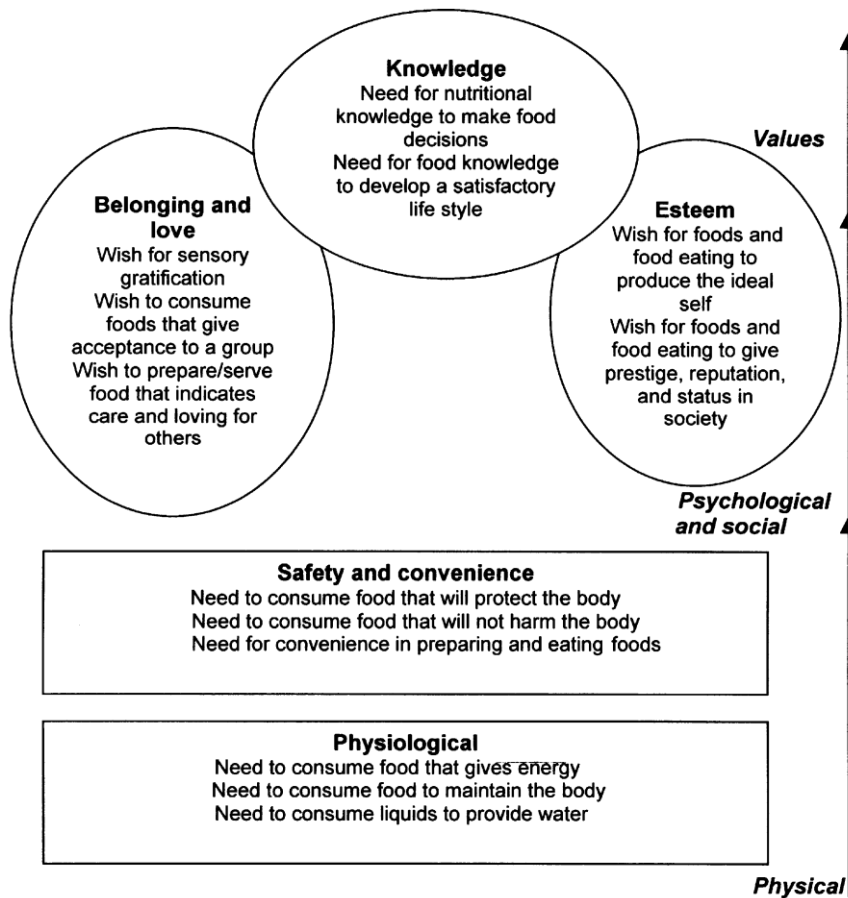 Knowledge
Need for nutritional
knowledge to make food
decisions
Need for food knowledge
to develop a satisfactory
life style
Values
Belonging and
love
Wish for sensory
gratification
Wish to consume
foods that give
acceptance to a group
Wish to prepare/serve
food that indicates
care and loving for
others
Esteem
Wish for foods and
food eating to
produce the ideal
self
Wish for foods and
food eating to give
prestige, reputation,
and status in
society
Psychological
and social
Safety and convenience
Need to consume food that will protect the body
Need to consume food that will not harm the body
Need for convenience in preparing and eating foods
Physiological
Need to consume food that gives energy
Need to consume food to maintain the body
Need to consume liquids to provide water
Physical